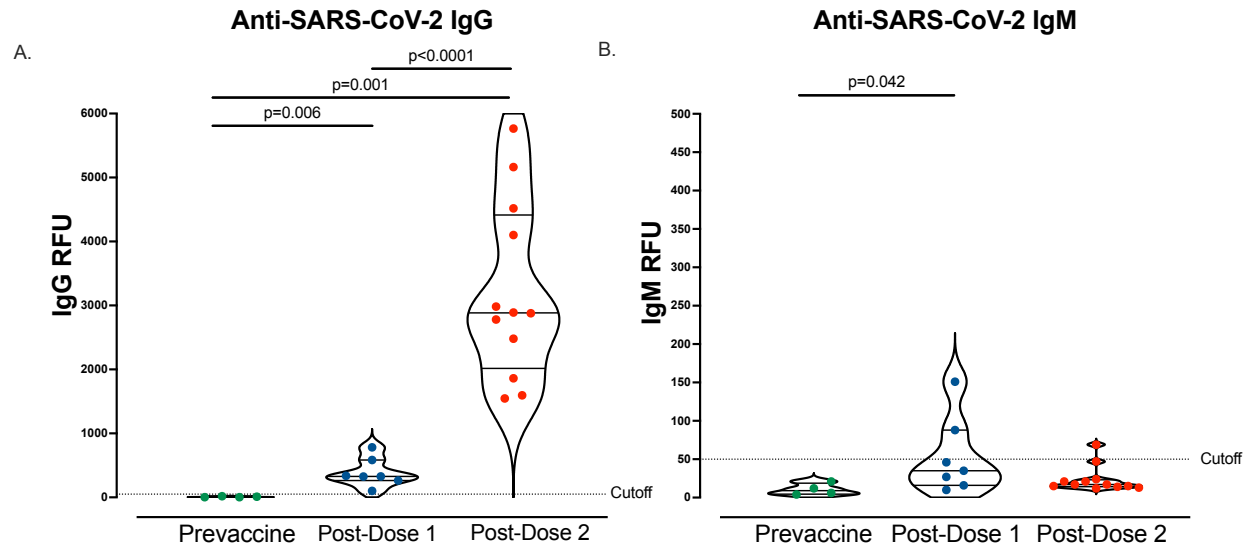 Anti-SARS-CoV-2 IgG
A.
p<0.0001
p=0.001
p=0.006
6000
5000
4000
3000
2000
1000
0
IgG RFU
Cutoff
Prevaccine Post-Dose 1 Post-Dose 2
Anti-SARS-CoV-2 IgM
B.
p=0.042
500
450
400
350
300
250
200
150
100
50
0
IgM RFU
Cutoff
Prevaccine Post-Dose 1 Post-Dose 2